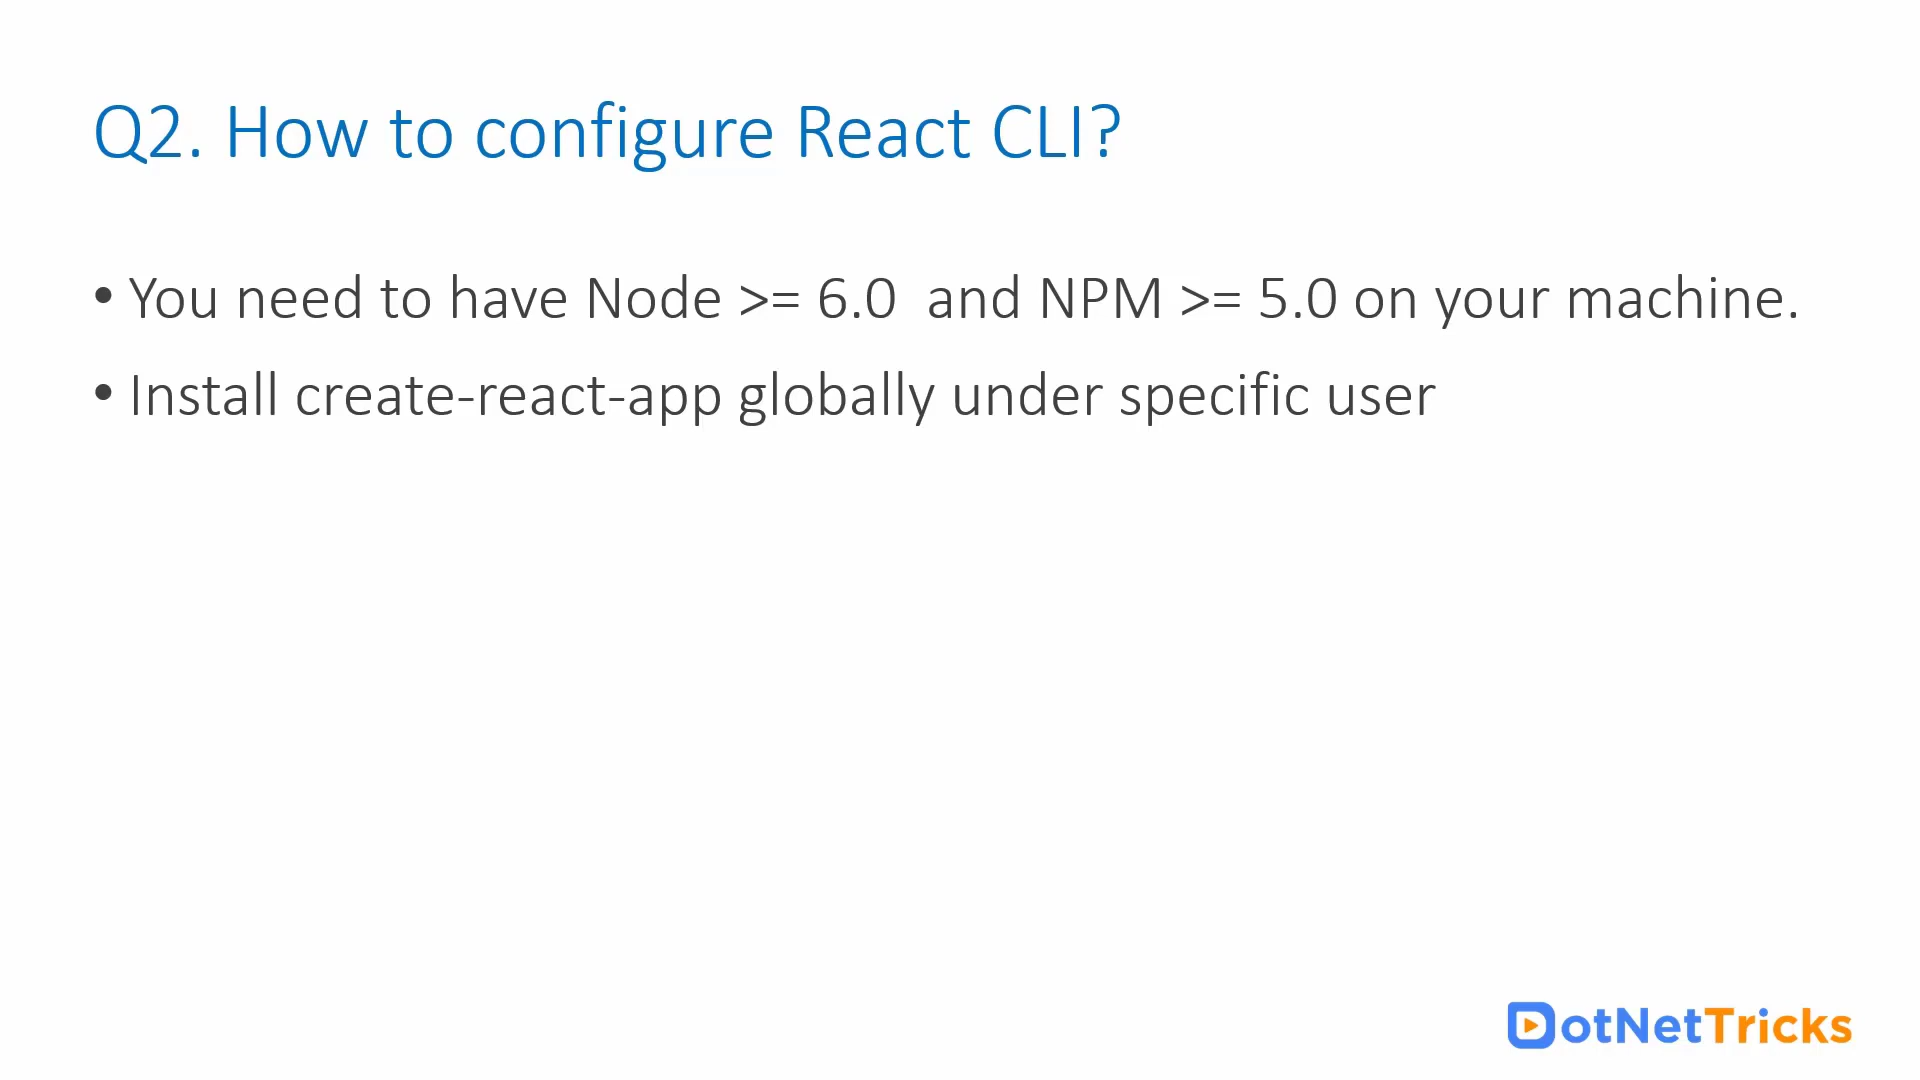 Q2. How to configure React CLI?
• You need to have Node >= 6.0  and NPM >= 5.0 on your machine.
• Install create-react-app globally under specific user
DotNetTricks